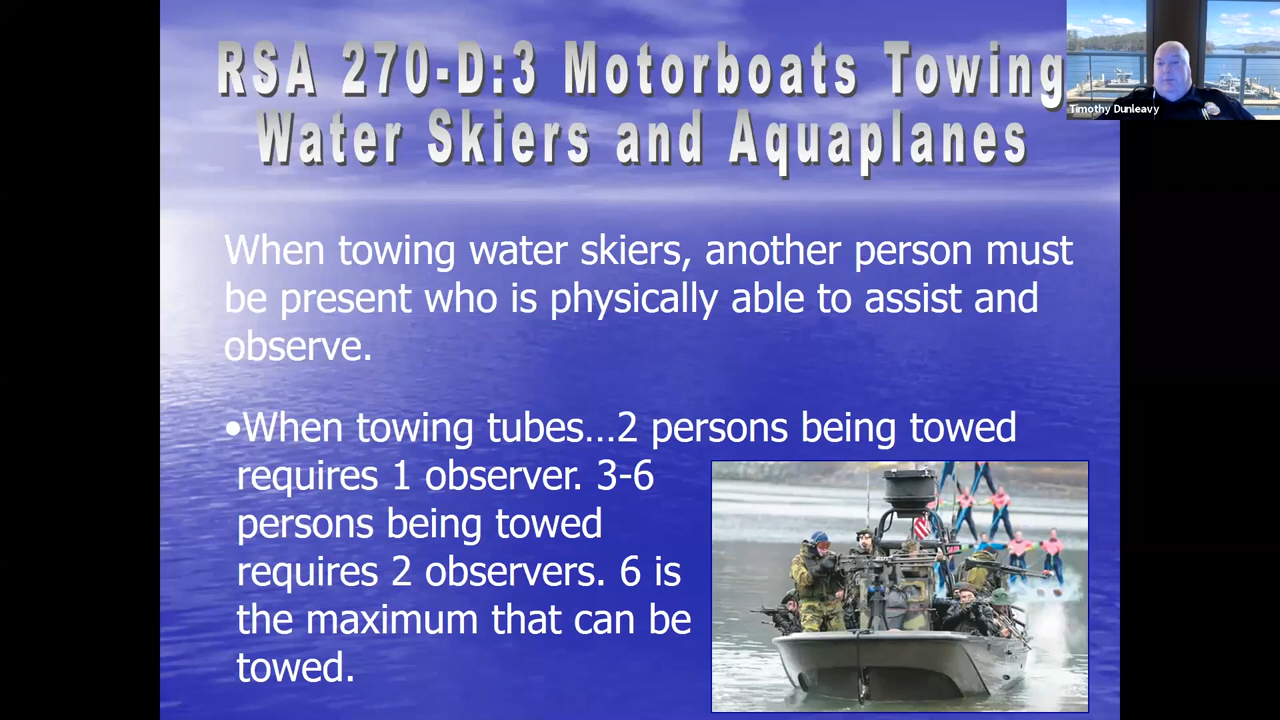 RSA 270-D:3 Motorboats Towing
Water Skiers and Aquaplanes
Timothy Dunleavy
When towing water skiers, another person must
be present who is physically able to assist and
observe.
•When towing tubes…2 persons being towed
requires 1 observer. 3-6
persons being towed
requires 2 observers. 6 is
the maximum that can be
towed.